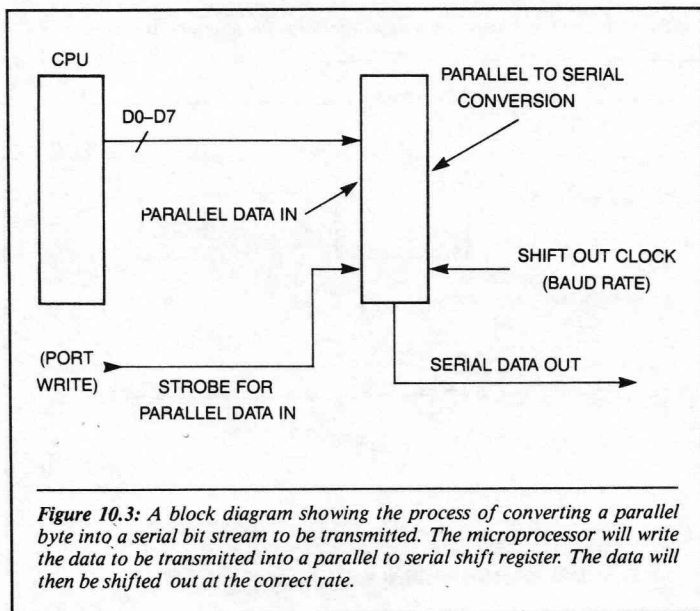 CPU
D0–D7
PARALLEL TO SERIAL
CONVERSION
PARALLEL DATA IN
SHIFT OUT CLOCK
(BAUD RATE)
(PORT
WRITE)
STROBE FOR
PARALLEL DATA IN
SERIAL DATA OUT
Figure 10.3: A block diagram showing the process of converting a parallel
byte into a serial bit stream to be transmitted. The microprocessor will write
the data to be transmitted into a parallel to serial shift register. The data will
then be shifted out at the correct rate.